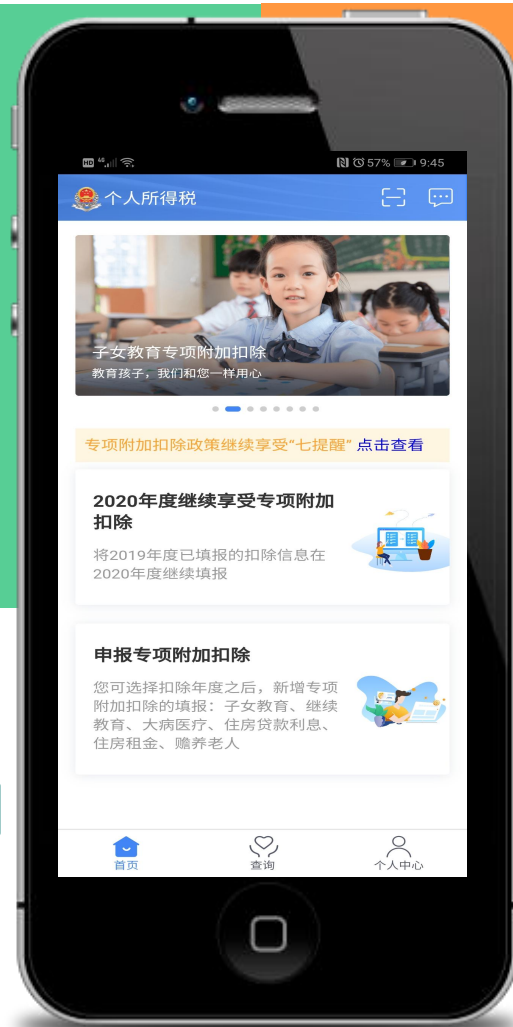 HD 4G 57% 9:45
个人所得税
子女教育专项附加扣除
教育孩子，我们和您一样用心
专项附加扣除政策继续享受“七提醒” 点击查看
2020年度继续享受专项附加
扣除
将2019年度已填报的扣除信息在
2020年度继续填报
申报专项附加扣除
您可选择扣除年度之后，新增专项
附加扣除的填报：子女教育、继续
教育、大病医疗、住房贷款利息、
住房租金、赡养老人
首页 查询 个人中心